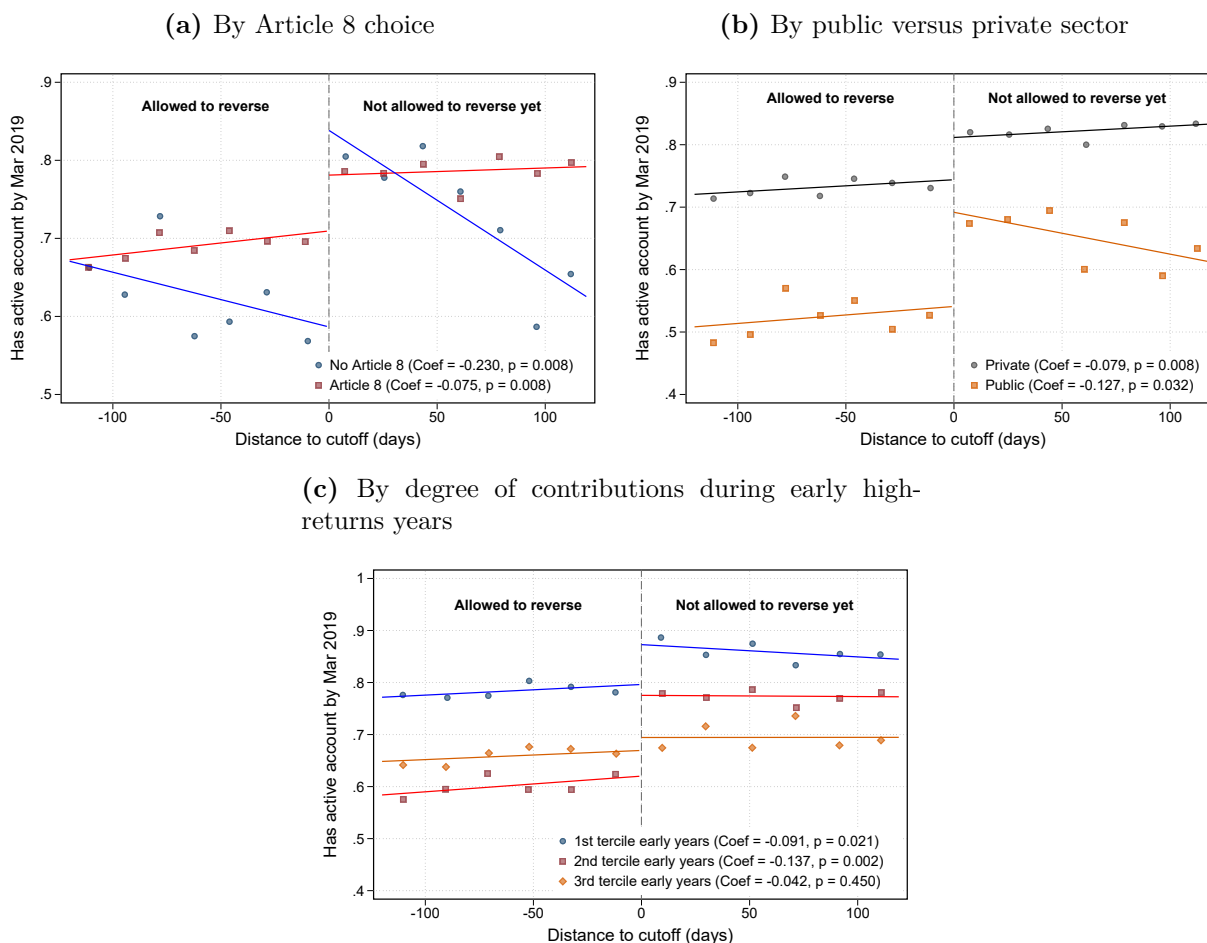 (a) By Article 8 choice
Has active account by Mar 2019
.9
.8
.7
.6
.5
Allowed to reverse
Not allowed to reverse yet
No Article 8 (Coef = -0.230, p = 0.008)
Article 8 (Coef = -0.075, p = 0.008)
-100
-50
0
50
100
Distance to cutoff (days)
(b) By public versus private sector
Has active account by Mar 2019
.9
.8
.7
.6
.5
.4
Allowed to reverse
Not allowed to reverse yet
Private (Coef = -0.079, p = 0.008)
Public (Coef = -0.127, p = 0.032)
-100
-50
0
50
100
Distance to cutoff (days)
(c) By degree of contributions during early high-
returns years
Has active account by Mar 2019
1
.9
.8
.7
.6
.5
.4
Allowed to reverse
Not allowed to reverse yet
1st tercile early years (Coef = -0.091, p = 0.021)
2nd tercile early years (Coef = -0.137, p = 0.002)
3rd tercile early years (Coef = -0.042, p = 0.450)
-100
-50
0
50
100
Distance to cutoff (days)